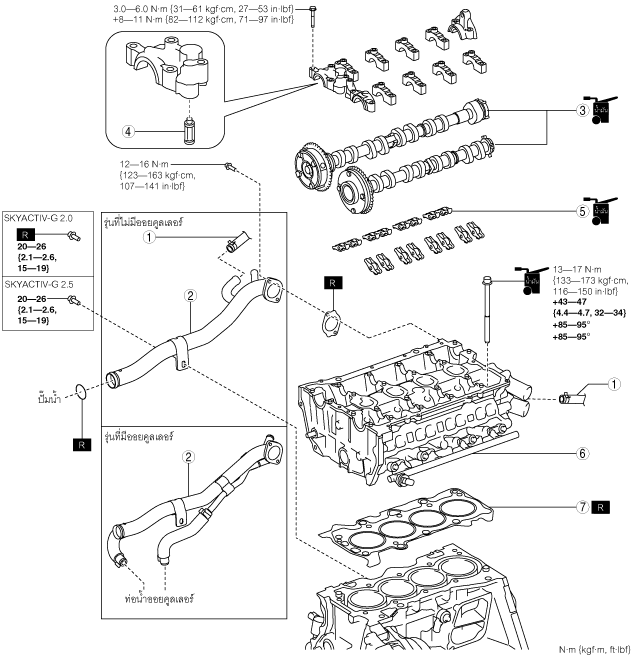 3.0—6.0 N·m {31—61 kgf·cm, 27—53 in·lbf}
+8—11 N·m {82—112 kgf·cm, 71—97 in·lbf}
4
3
12—16 N·m
{123—163 kgf·cm,
107—141 in·lbf}
5
SKYACTIV-G 2.0
R
20—26
{2.1—2.6,
15—19}
SKYACTIV-G 2.5
20—26
{2.1—2.6,
15—19}
รุ่นที่ไม่มีออยคูลเลอร์
1
2
R
13—17 N·m
{133—173 kgf·cm,
116—150 in·lbf}
+43—47
{4.4—4.7, 32—34}
+85—95°
+85—95°
ปั๊มน้ำ
R
1
รุ่นที่มีออยคูลเลอร์
2
6
7 R
ท่อน้ำออยคูลเลอร์
N·m {kgf·m, ft·lbf}